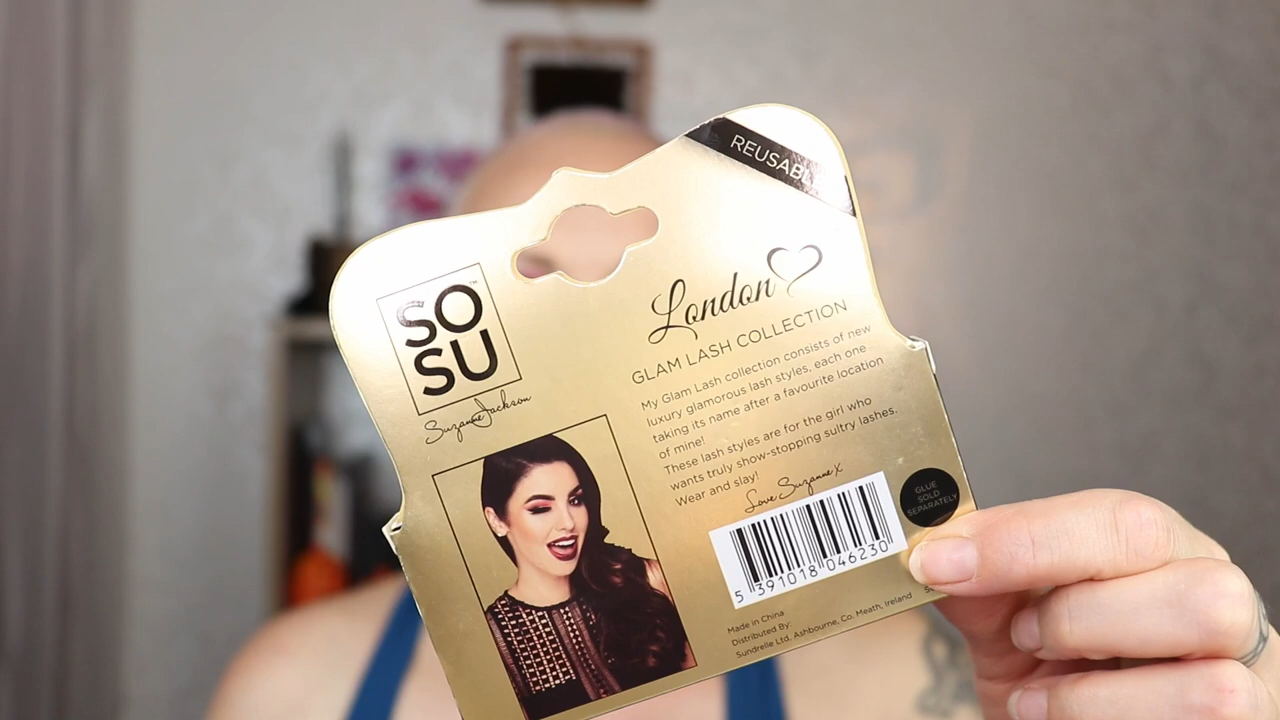 REUSABL
SO
SU
TM
Suzanne Jackson
London
GLAM LASH COLLECTION
My Glam Lash collection consists of new
luxury glamorous lash styles, each one
taking its name after a favourite location
of mine!
These lash styles are for the girl who
wants truly show-stopping sultry lashes.
Wear and slay!
Love Suzanne X
GLUE
SOLD
SEPARATELY
5 391018 046230
Made in China
Distributed By:
Sundrelle Ltd. Ashbourne, Co. Meath, Ireland